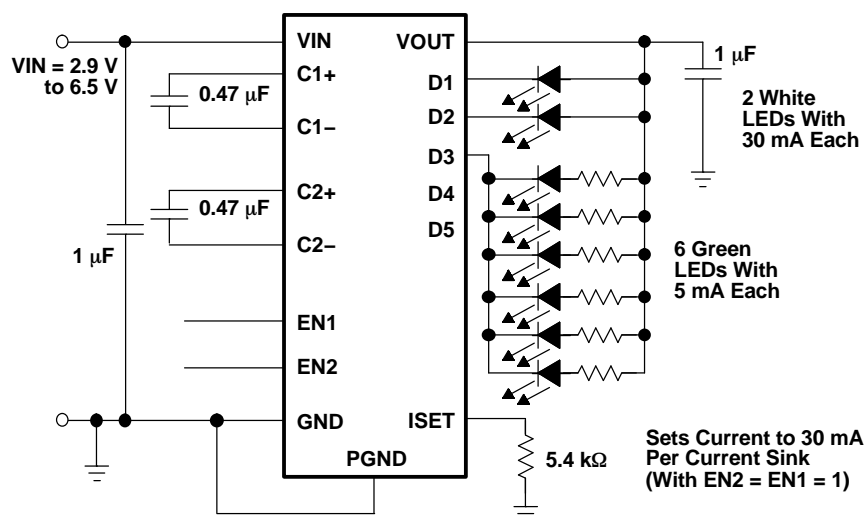 VIN
VOUT
VIN = 2.9 V
to 6.5 V
C1+
0.47 μF
C1−
D1
D2
D3
1 μF
2 White
LEDs With
30 mA Each
C2+
0.47 μF
C2−
D4
D5
1 μF
6 Green
LEDs With
5 mA Each
EN1
EN2
GND
ISET
PGND
5.4 kΩ
Sets Current to 30 mA
Per Current Sink
(With EN2 = EN1 = 1)